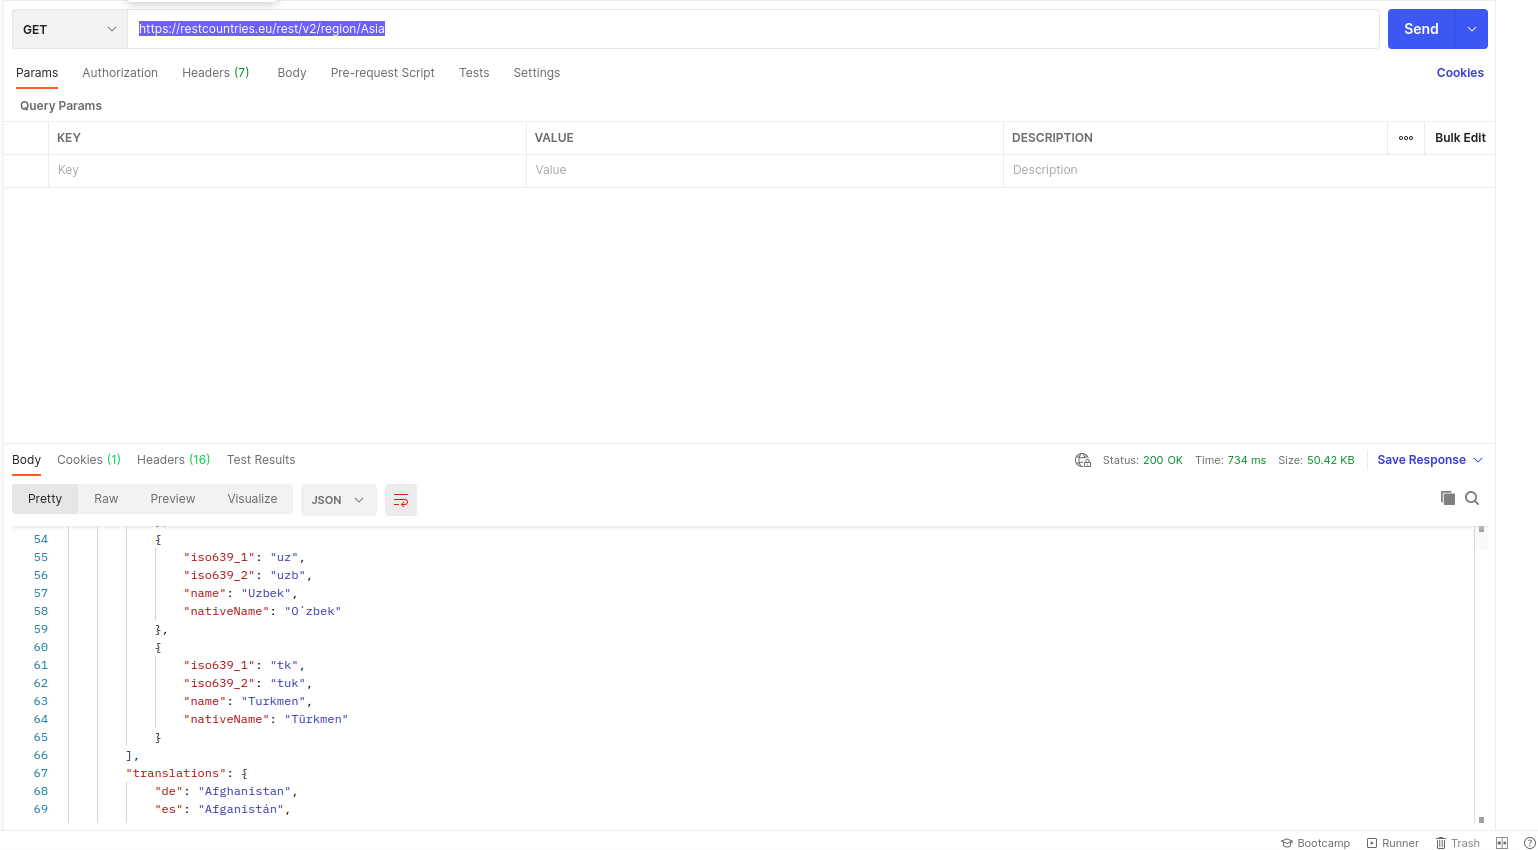 GET https://restcountries.eu/rest/v2/region/Asia Send
Params Authorization Headers (7) Body Pre-request Script Tests Settings Cookies
Query Params
KEY VALUE DESCRIPTION Bulk Edit
Key Value Description
Body Cookies (1) Headers (16) Test Results Status: 200 OK Time: 734 ms Size: 50.42 KB Save Response
Pretty Raw Preview Visualize JSON
54 {
55 "iso639_1": "uz",
56 "iso639_2": "uzb",
57 "name": "Uzbek",
58 "nativeName": "Oʻzbek"
59 },
60 {
61 "iso639_1": "tk",
62 "iso639_2": "tuk",
63 "name": "Turkmen",
64 "nativeName": "Türkmen"
65 }
66 ],
67 "translations": {
68 "de": "Afghanistan",
69 "es": "Afganistán",
Bootcamp Runner Trash